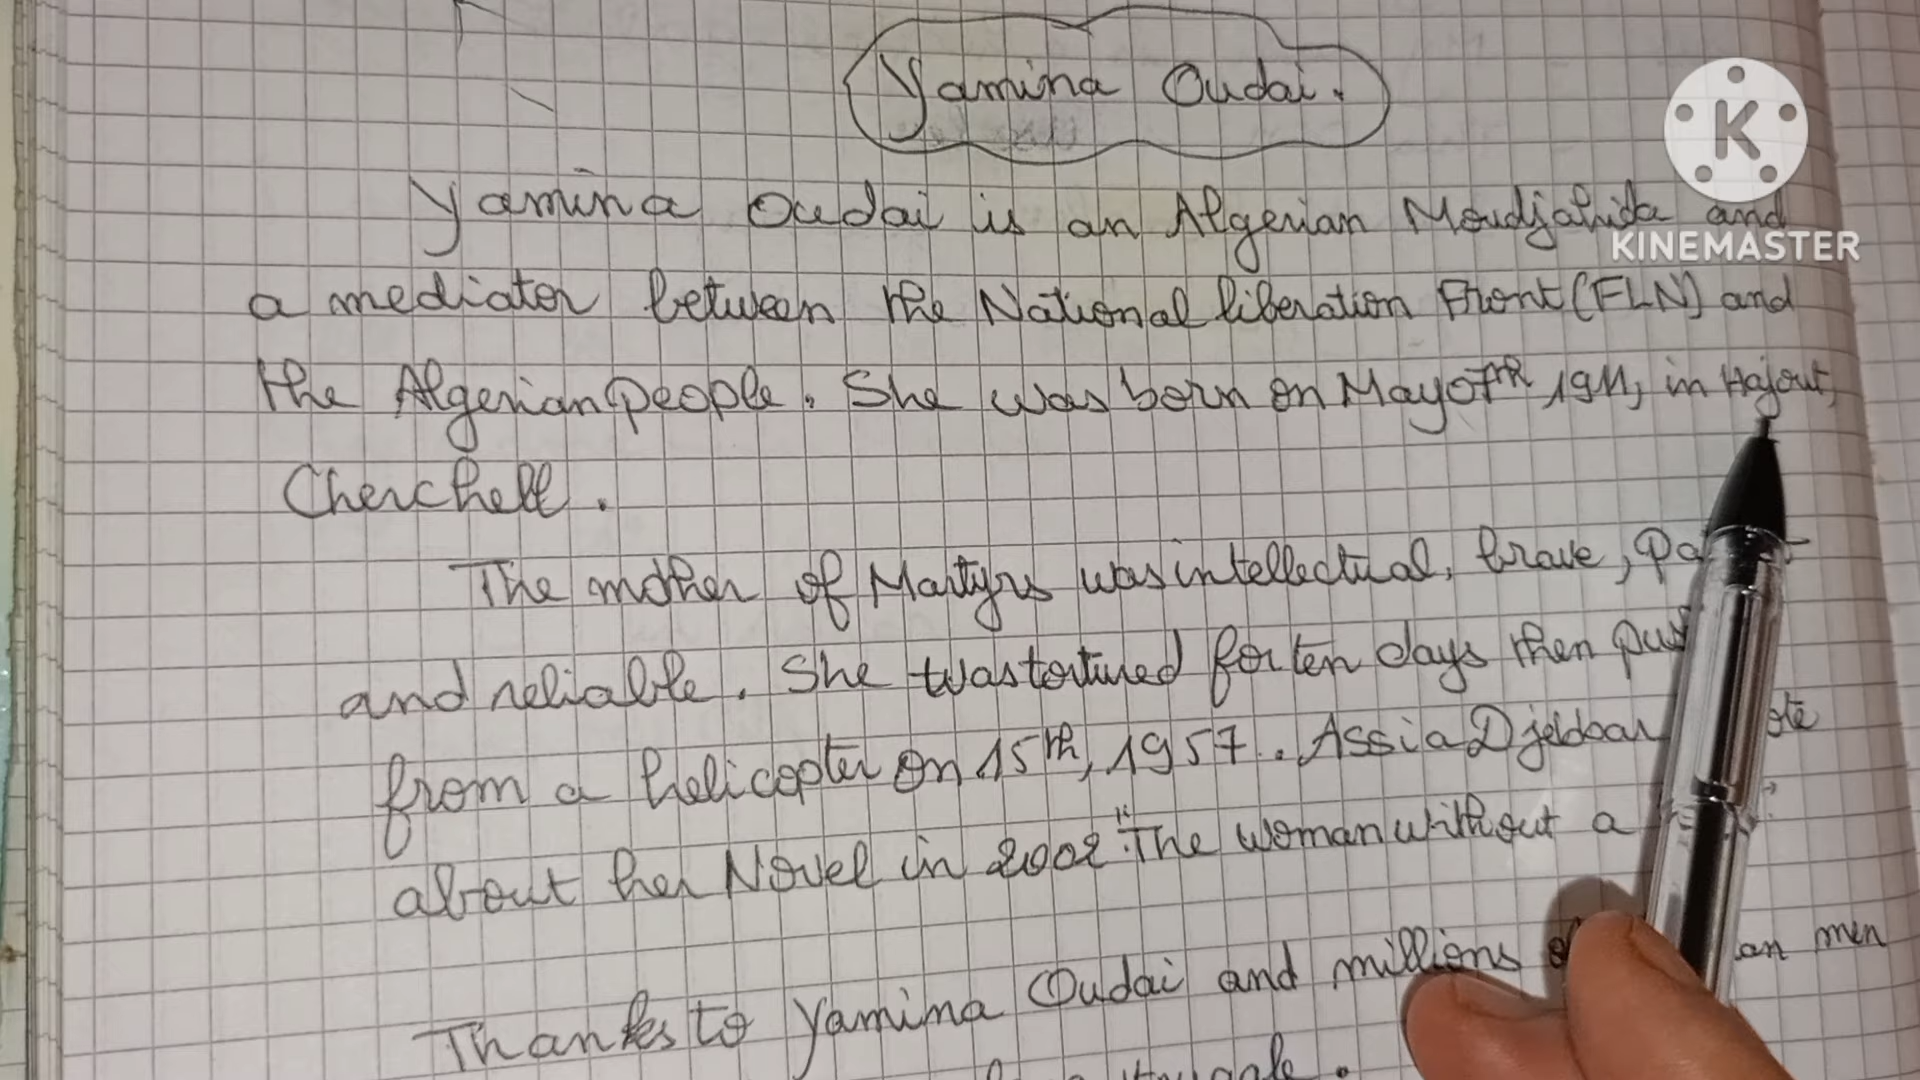 Yamina Oudai.
K
Yamina Oudai is an Algerian Moudjahida and
KINEMASTER
a mediator between the National liberation Front (FLN) and
the Algerian people. She was born on May 07th 1911, in Hajout,
Cherchell.
The mother of Martyrs was intellectual, brave,
and reliable. She was tortured for ten days then
from a helicopter on 15th, 1957. Assia Djebbar
about her Novel in 2002 "The woman without a
Thanks to Yamina Oudai and millions men